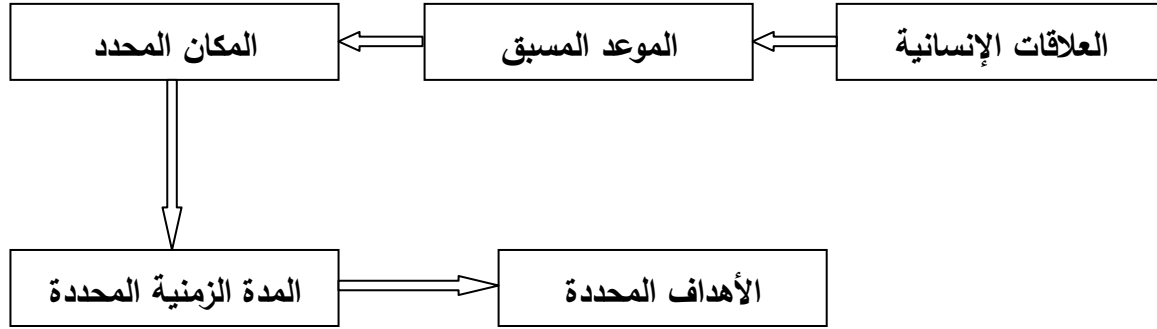 العلاقات الإنسانية
الموعد المسبق
المكان المحدد
المدة الزمنية المحددة
الأهداف المحددة